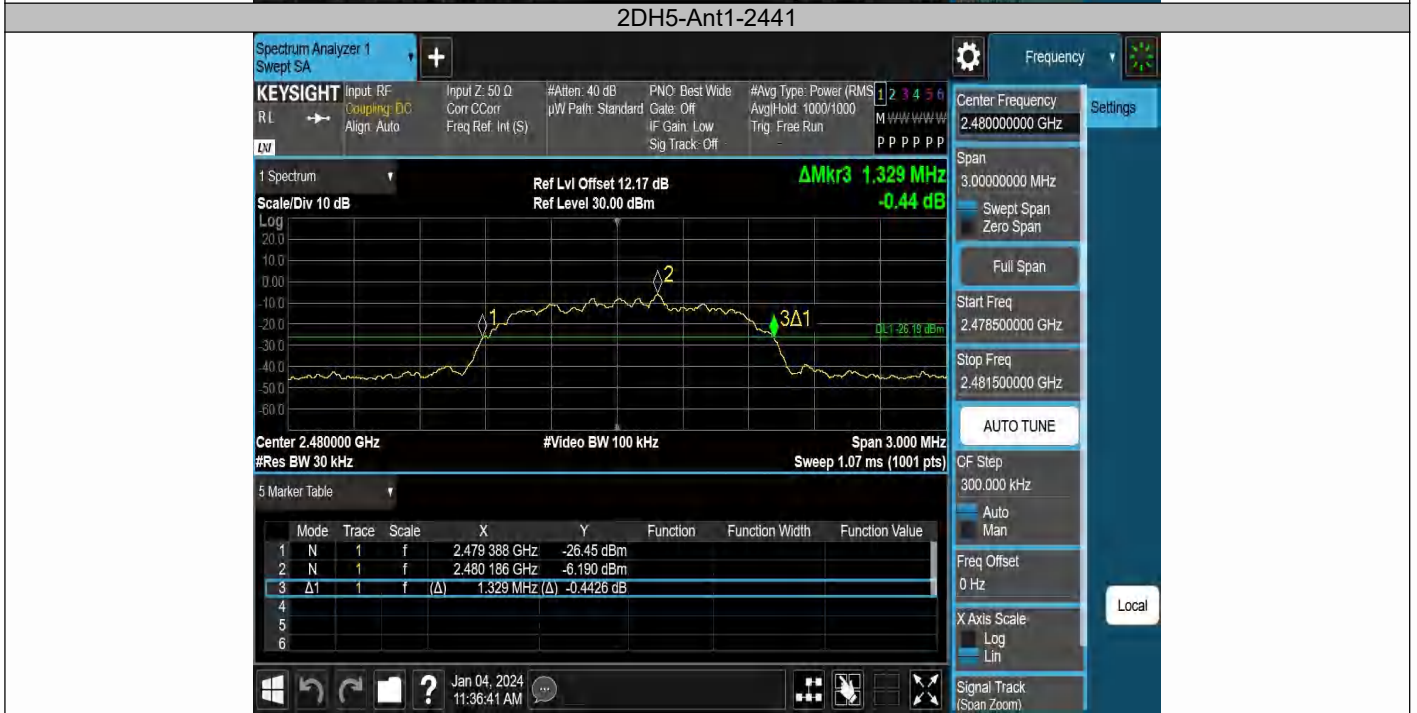 2DH5-Ant1-2441
Spectrum Analyzer 1
Swept SA
+
Frequency
KEYSIGHT
RL
LXI
Input: RF
Coupling: DC
Align: Auto
Input Z: 50 Ω
Corr CCorr
Freq Ref: Int (S)
#Atten: 40 dB
µW Path: Standard
PNO: Best Wide
Gate: Off
IF Gain: Low
Sig Track: Off
#Avg Type: Power (RMS
Avg|Hold: 1000/1000
Trig: Free Run
1 2 3 4 5 6
M W W W W W
P P P P P P
Center Frequency
2.480000000 GHz
Settings
Span
3.00000000 MHz
Swept Span
Zero Span
Full Span
Start Freq
2.478500000 GHz
Stop Freq
2.481500000 GHz
AUTO TUNE
CF Step
300.000 kHz
Auto
Man
Freq Offset
0 Hz
X Axis Scale
Log
Lin
Signal Track
(Span Zoom)
Local
1 Spectrum
Scale/Div 10 dB
Ref Lvl Offset 12.17 dB
Ref Level 30.00 dBm
ΔMkr3 1.329 MHz
-0.44 dB
Log
20.0
10.0
0.00
-10.0
-20.0
-30.0
-40.0
-50.0
-60.0
1
2
3Δ1
DL1 -26.19 dBm
Center 2.480000 GHz
#Video BW 100 kHz
Span 3.000 MHz
#Res BW 30 kHz
Sweep 1.07 ms (1001 pts)
5 Marker Table
Mode Trace Scale X Y Function Function Width Function Value
1 N 1 f 2.479 388 GHz -26.45 dBm
2 N 1 f 2.480 186 GHz -6.190 dBm
3 Δ1 1 f (Δ) 1.329 MHz (Δ) -0.4426 dB
4
5
6
?
Jan 04, 2024
11:36:41 AM